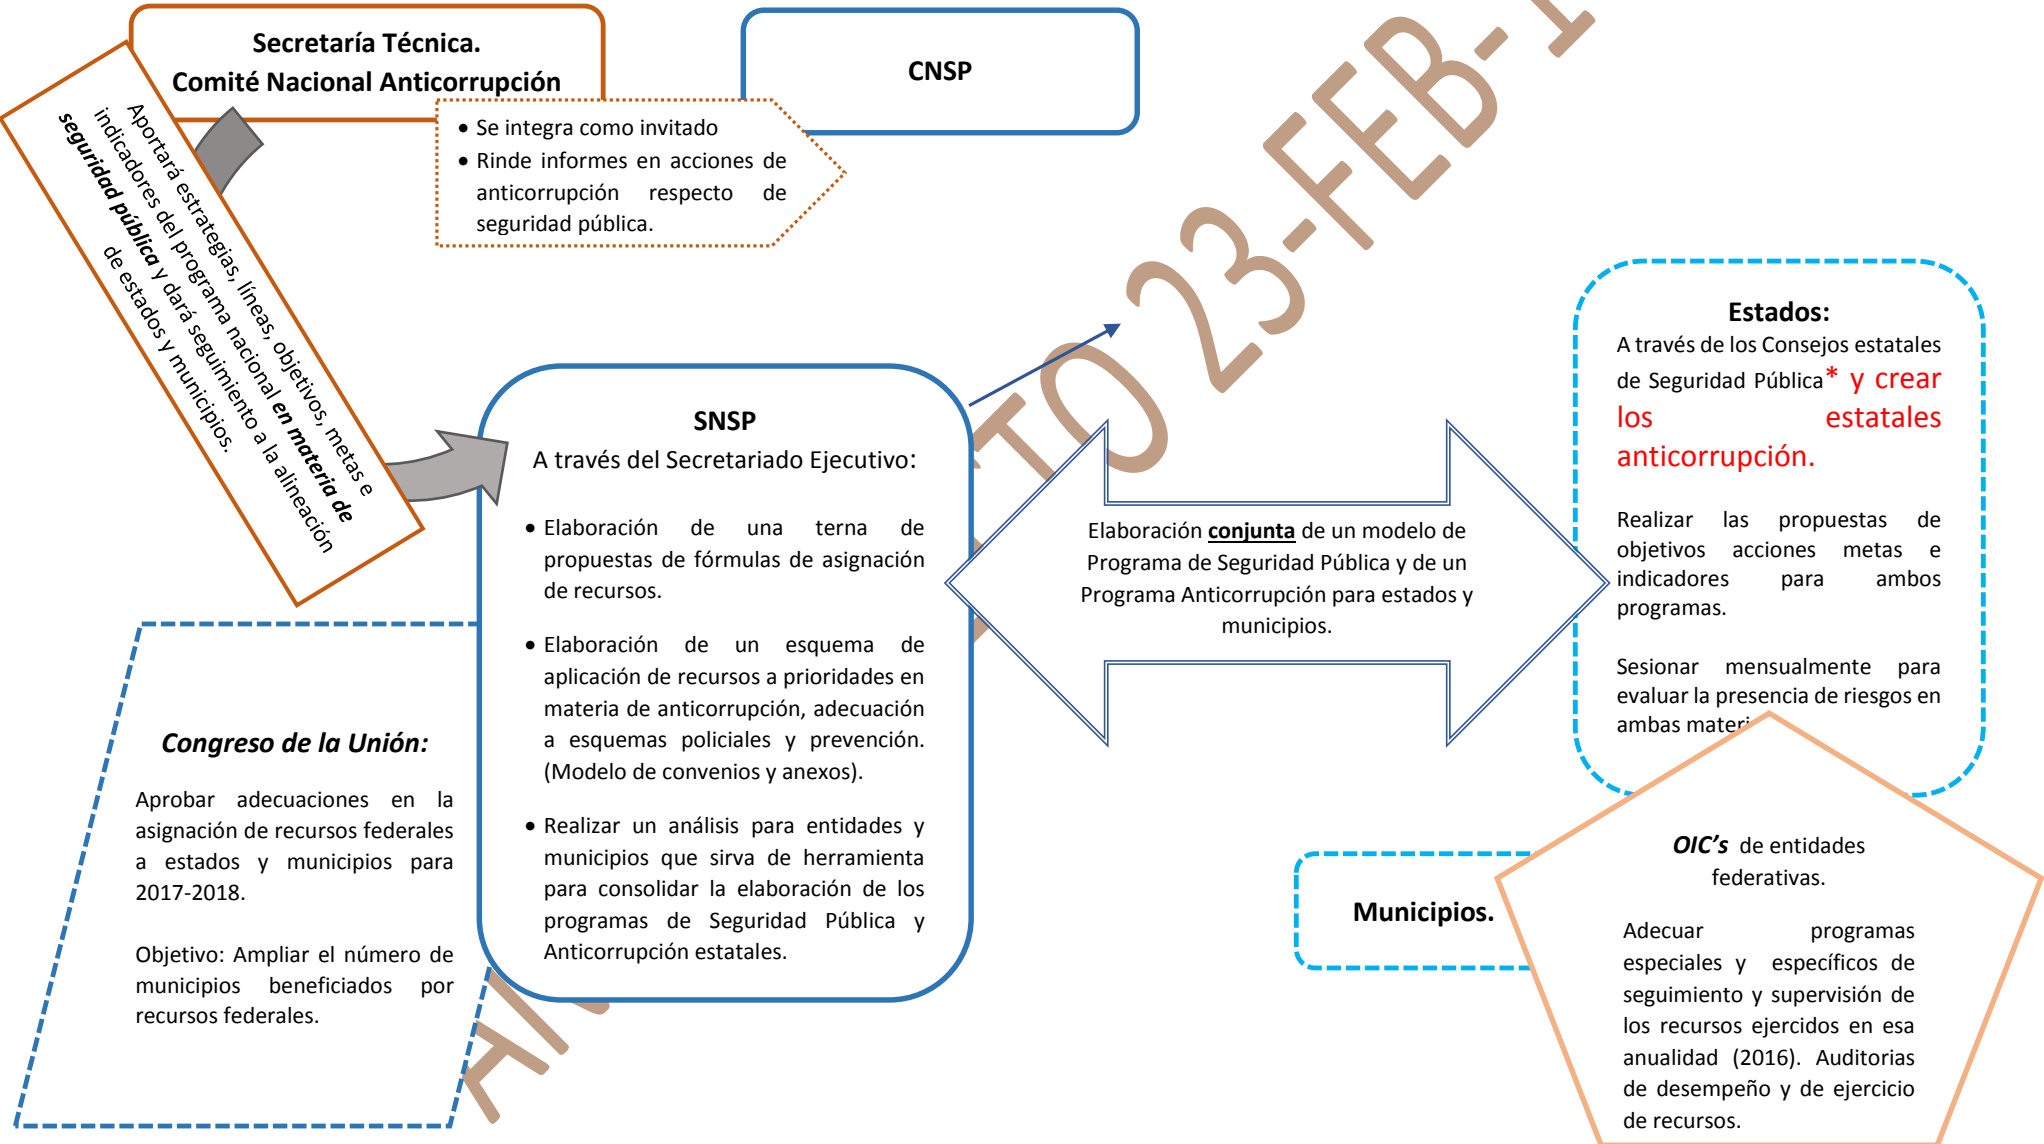 Secretaría Técnica.
Comité Nacional Anticorrupción
CNSP
• Se integra como invitado
• Rinde informes en acciones de
anticorrupción respecto de
seguridad pública.
Aportará estrategias, líneas, objetivos, metas e
indicadores del programa nacional en materia de
seguridad pública y dará seguimiento a la alineación
de estados y municipios.
SNSP
A través del Secretariado Ejecutivo:
• Elaboración de una terna de
propuestas de fórmulas de asignación
de recursos.
• Elaboración de un esquema de
aplicación de recursos a prioridades en
materia de anticorrupción, adecuación
a esquemas policiales y prevención.
(Modelo de convenios y anexos).
• Realizar un análisis para entidades y
municipios que sirva de herramienta
para consolidar la elaboración de los
programas de Seguridad Pública y
Anticorrupción estatales.
Congreso de la Unión:
Aprobar adecuaciones en la
asignación de recursos federales
a estados y municipios para
2017-2018.
Objetivo: Ampliar el número de
municipios beneficiados por
recursos federales.
Elaboración conjunta de un modelo de
Programa de Seguridad Pública y de un
Programa Anticorrupción para estados y
municipios.
Estados:
A través de los Consejos estatales
de Seguridad Pública* y crear
los estatales
anticorrupción.
Realizar las propuestas de
objetivos acciones metas e
indicadores para ambos
programas.
Sesionar mensualmente para
evaluar la presencia de riesgos en
ambas materi
Municipios.
OIC's de entidades
federativas.
Adecuar programas
especiales y específicos de
seguimiento y supervisión de
los recursos ejercidos en esa
anualidad (2016). Auditorias
de desempeño y de ejercicio
de recursos.
23-FEB-1